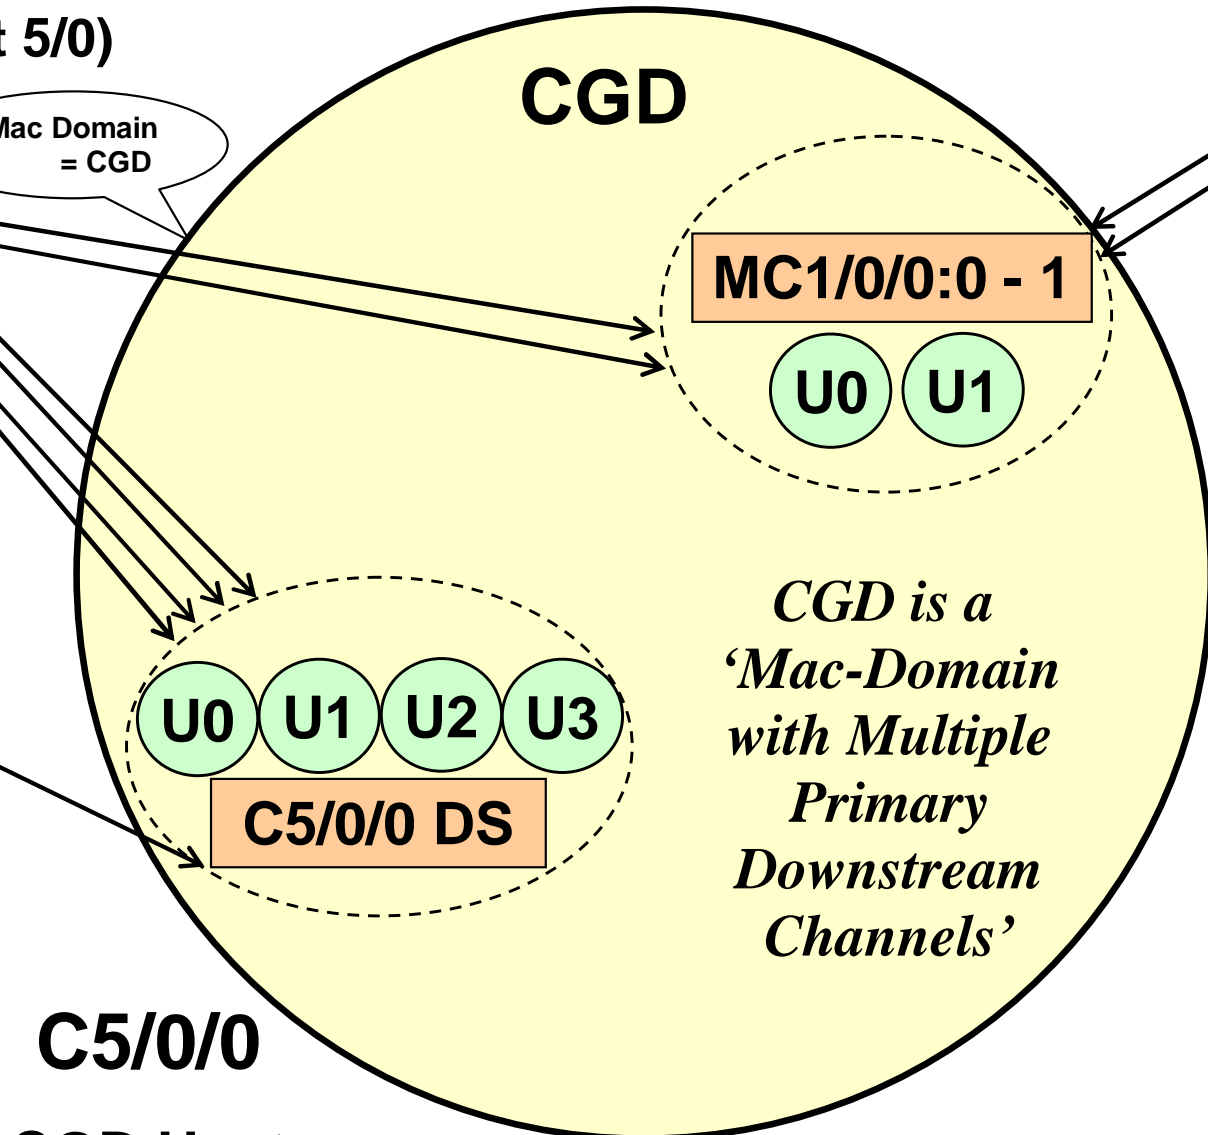 5/0)
CGD
Mac Domain
= CGD
MC1/0/0:0 - 1
U0 U1
CGD is a
‘Mac-Domain
with Multiple
Primary
Downstream
Channels’
U0 U1 U2 U3
C5/0/0 DS
C5/0/0